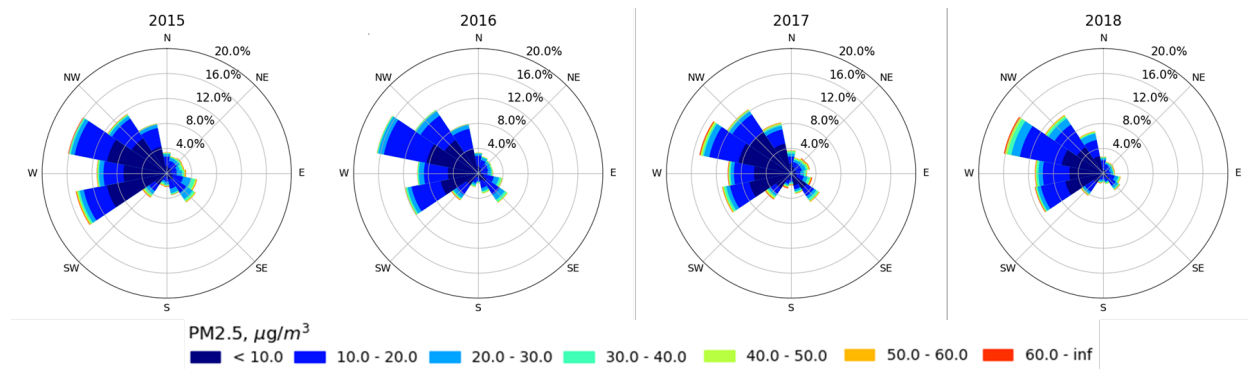 2015
N
20.0%
16.0%
12.0%
8.0%
4.0%
NW
NE
W
E
SW
SE
S
2016
N
20.0%
16.0%
12.0%
8.0%
4.0%
NW
NE
W
E
SW
SE
S
2017
N
20.0%
16.0%
12.0%
8.0%
4.0%
NW
NE
W
E
SW
SE
S
2018
N
20.0%
16.0%
12.0%
8.0%
4.0%
NW
NE
W
E
SW
SE
S
PM2.5, μg/m³
< 10.0 10.0 - 20.0 20.0 - 30.0 30.0 - 40.0 40.0 - 50.0 50.0 - 60.0 60.0 - inf